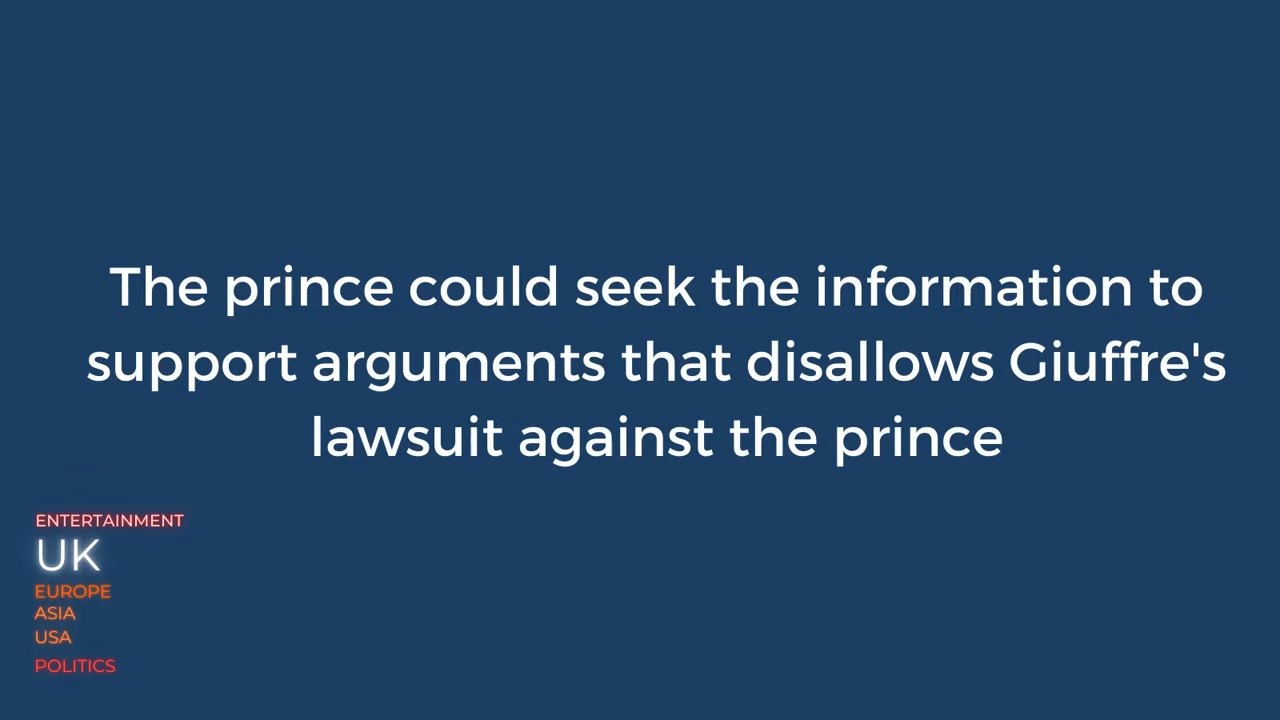 The prince could seek the information to
support arguments that disallows Giuffre's
lawsuit against the prince
ENTERTAINMENT
UK
EUROPE
ASIA
USA
POLITICS